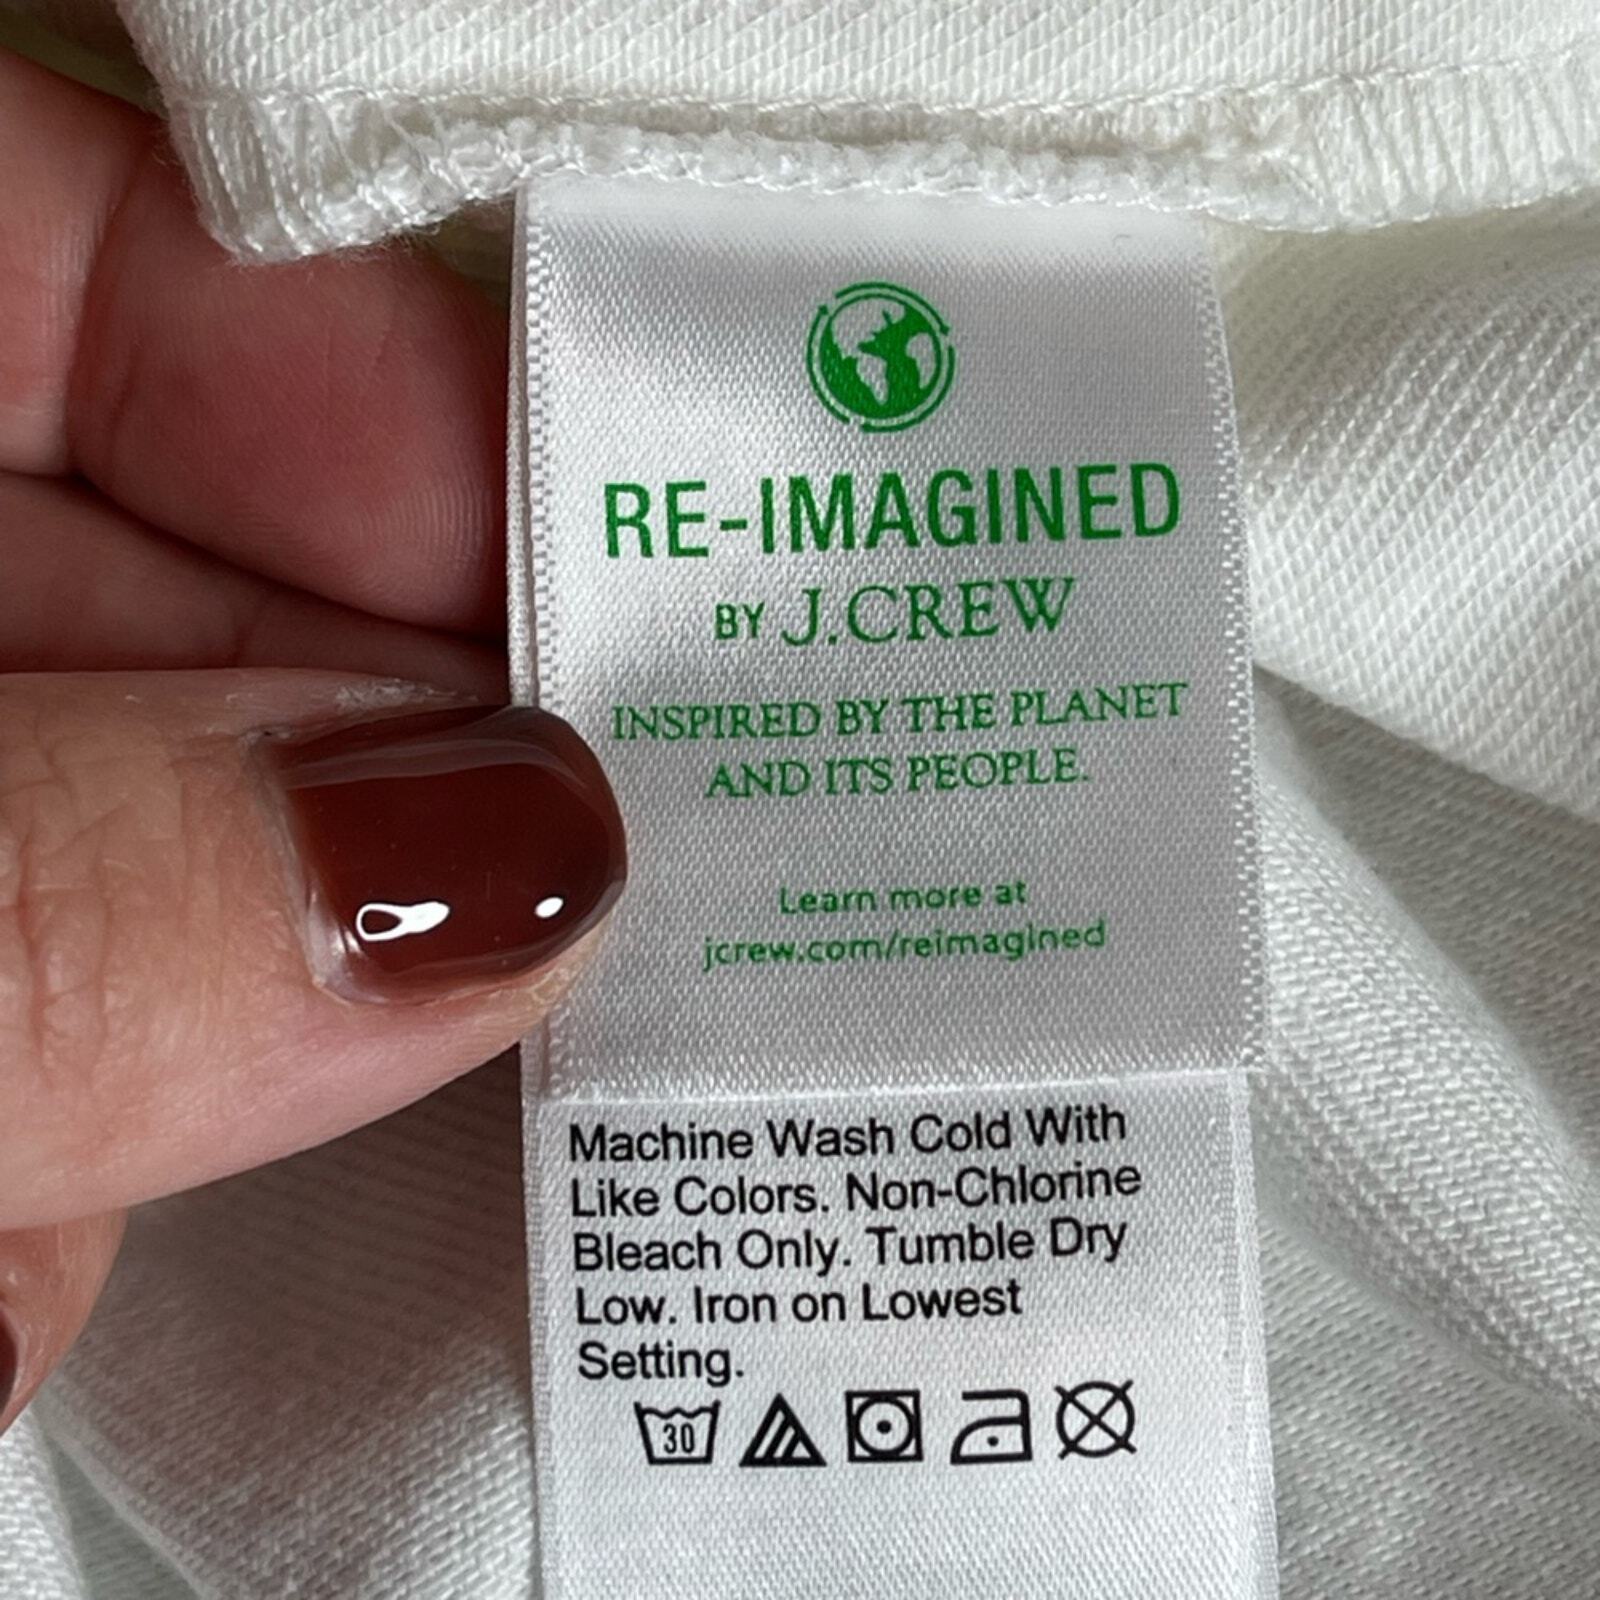 RE-IMAGINED
BY J.CREW
INSPIRED BY THE PLANET
AND ITS PEOPLE.
Learn more at
jcrew.com/reimagined
Machine Wash Cold With
Like Colors. Non-Chlorine
Bleach Only. Tumble Dry
Low. Iron on Lowest
Setting.
30